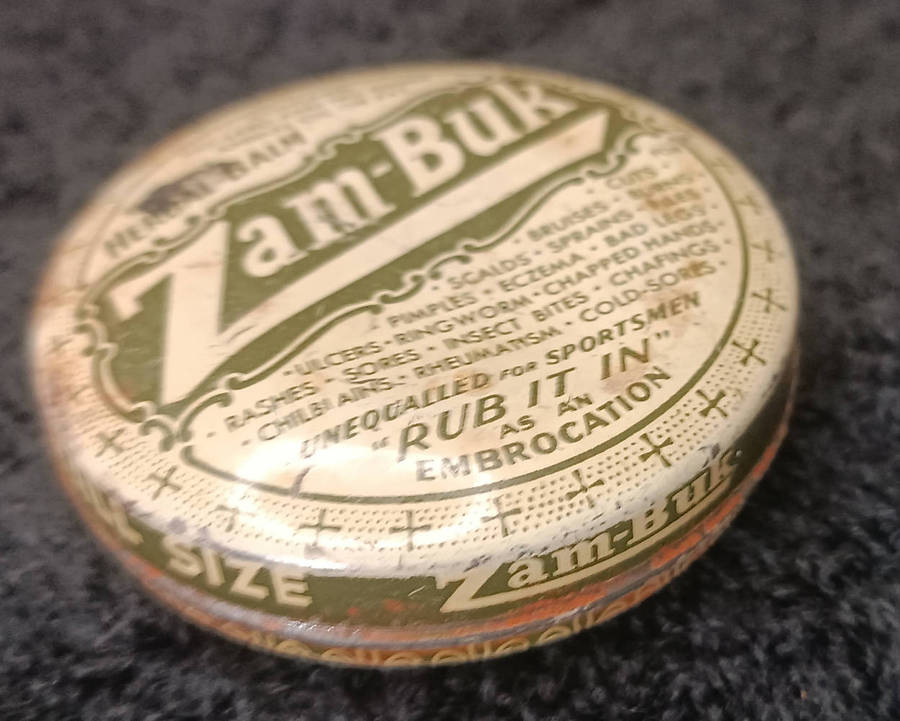 HERBAL BALM
Zam-Buk
CUTS ·
· BRUISES · BURNS
· SCALDS · SPRAINS · PILES ·
PIMPLES · ECZEMA · BAD LEGS
· ULCERS · RINGWORM · CHAPPED HANDS ·
· RASHES · SORES · INSECT BITES · CHAFINGS ·
· CHILBLAINS · RHEUMATISM · COLD-SORES ·
UNEQUALLED FOR SPORTSMEN
"RUB IT IN"
AS AN
EMBROCATION
SIZE Zam-Buk